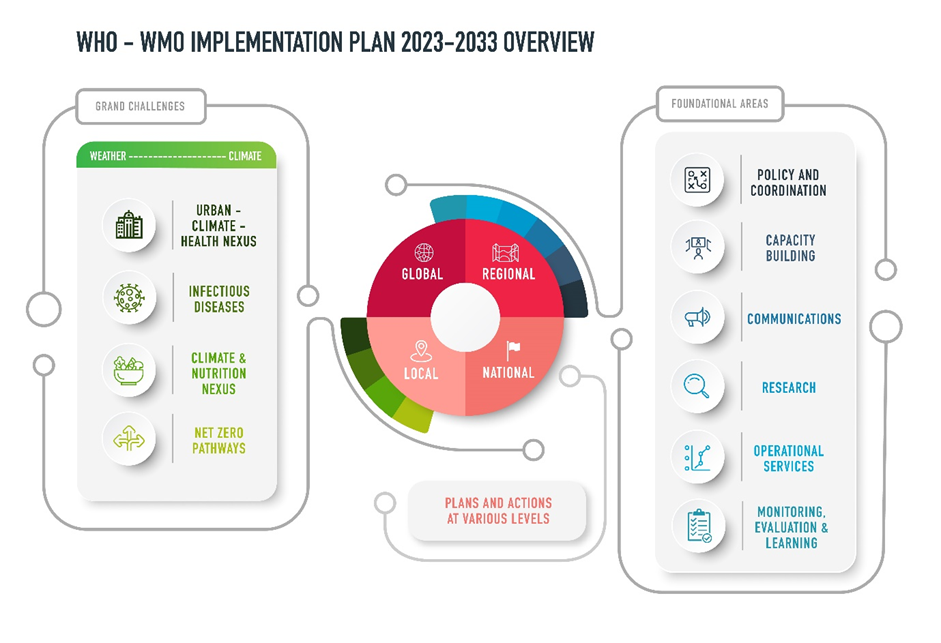 WHO - WMO IMPLEMENTATION PLAN 2023-2033 OVERVIEW
GRAND CHALLENGES
WEATHER --------------------- CLIMATE
URBAN -
CLIMATE -
HEALTH NEXUS
INFECTIOUS
DISEASES
CLIMATE &
NUTRITION
NEXUS
NET ZERO
PATHWAYS
GLOBAL
REGIONAL
LOCAL
NATIONAL
PLANS AND ACTIONS
AT VARIOUS LEVELS
FOUNDATIONAL AREAS
POLICY AND
COORDINATION
CAPACITY
BUILDING
COMMUNICATIONS
RESEARCH
OPERATIONAL
SERVICES
MONITORING,
EVALUATION &
LEARNING